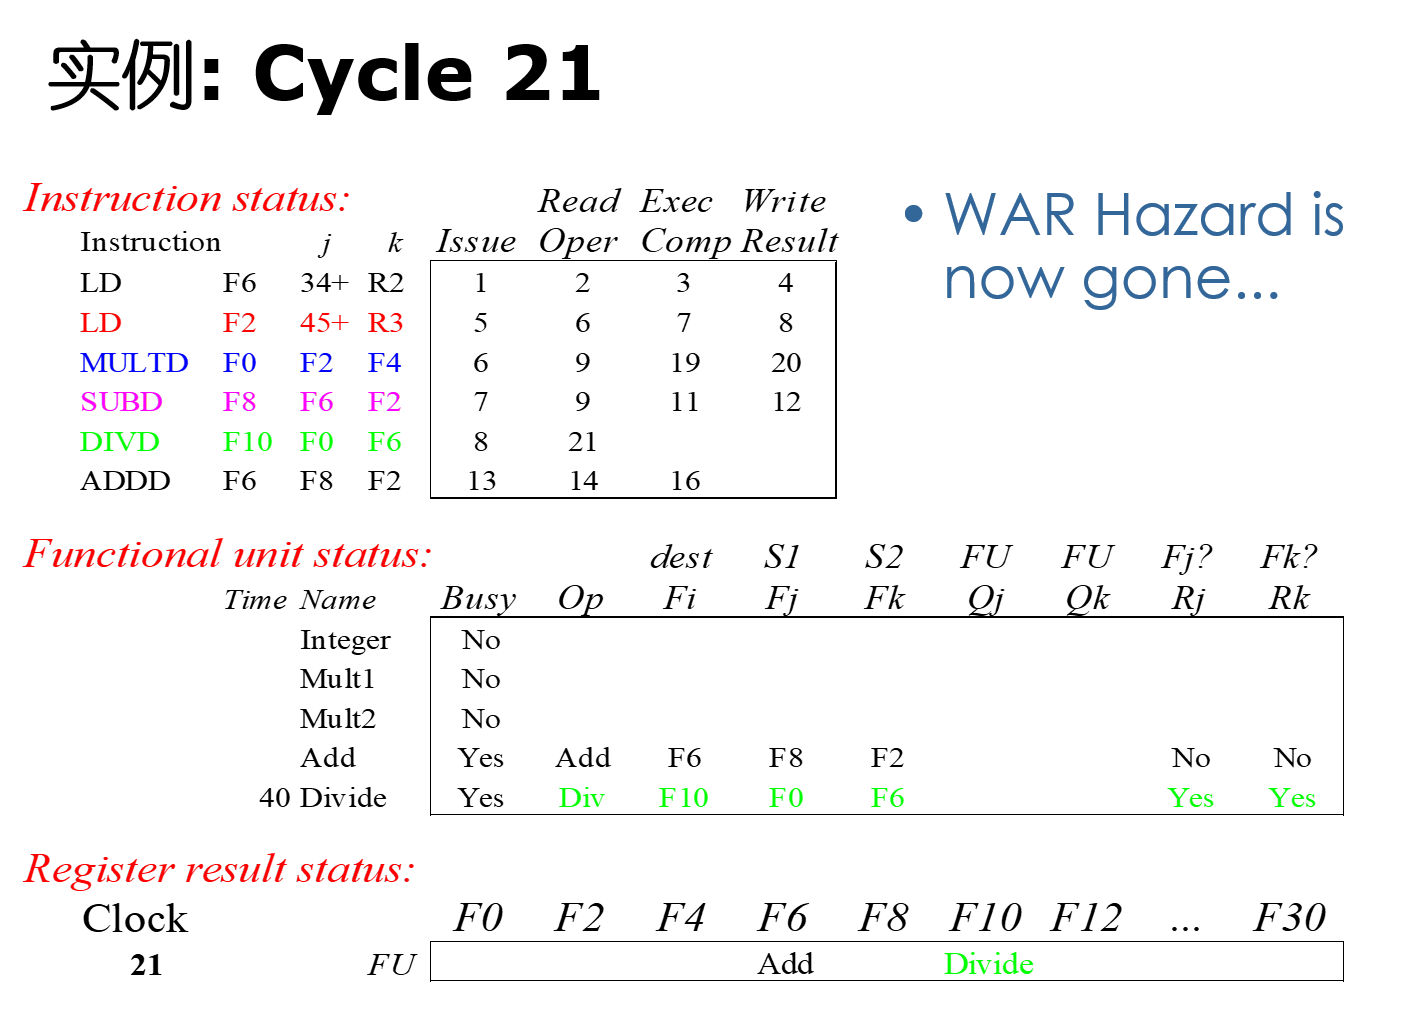 实例: Cycle 21
Instruction status: Read Exec Write
Instruction j k Issue Oper Comp Result
LD F6 34+ R2 1 2 3 4
LD F2 45+ R3 5 6 7 8
MULTD F0 F2 F4 6 9 19 20
SUBD F8 F6 F2 7 9 11 12
DIVD F10 F0 F6 8 21
ADDD F6 F8 F2 13 14 16
• WAR Hazard is
now gone...
Functional unit status: dest S1 S2 FU FU Fj? Fk?
Time Name Busy Op Fi Fj Fk Qj Qk Rj Rk
Integer No
Mult1 No
Mult2 No
Add Yes Add F6 F8 F2 No No
40 Divide Yes Div F10 F0 F6 Yes Yes
Register result status:
Clock F0 F2 F4 F6 F8 F10 F12 ... F30
21 FU Add Divide